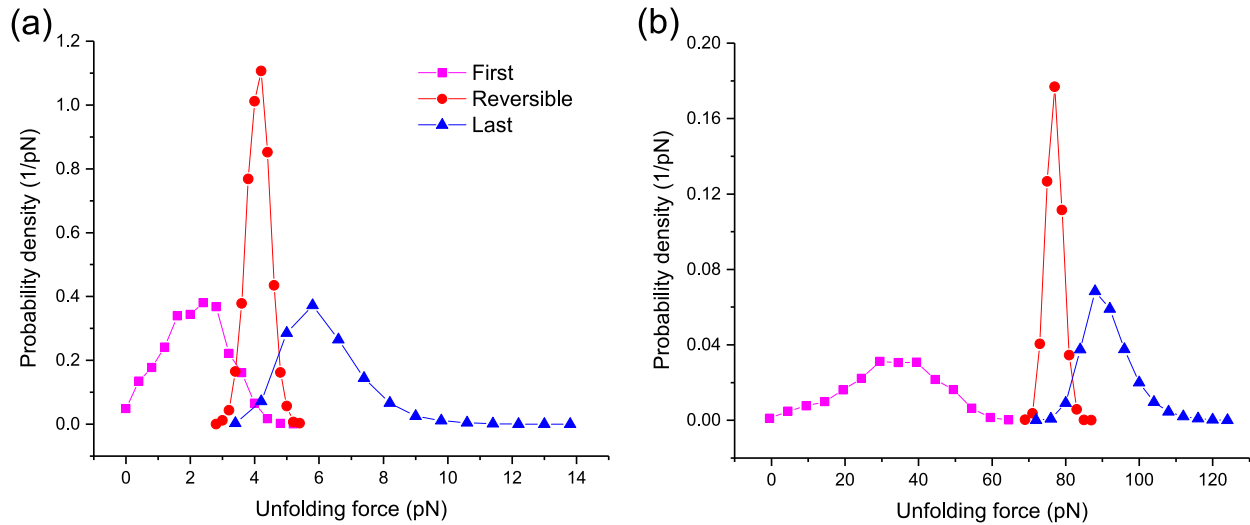 (a)
1.2
1.0
0.8
0.6
0.4
0.2
0.0
Probability density (1/pN)
First
Reversible
Last
0 2 4 6 8 10 12 14
Unfolding force (pN)
(b)
0.20
0.16
0.12
0.08
0.04
0.00
Probability density (1/pN)
0 20 40 60 80 100 120
Unfolding force (pN)